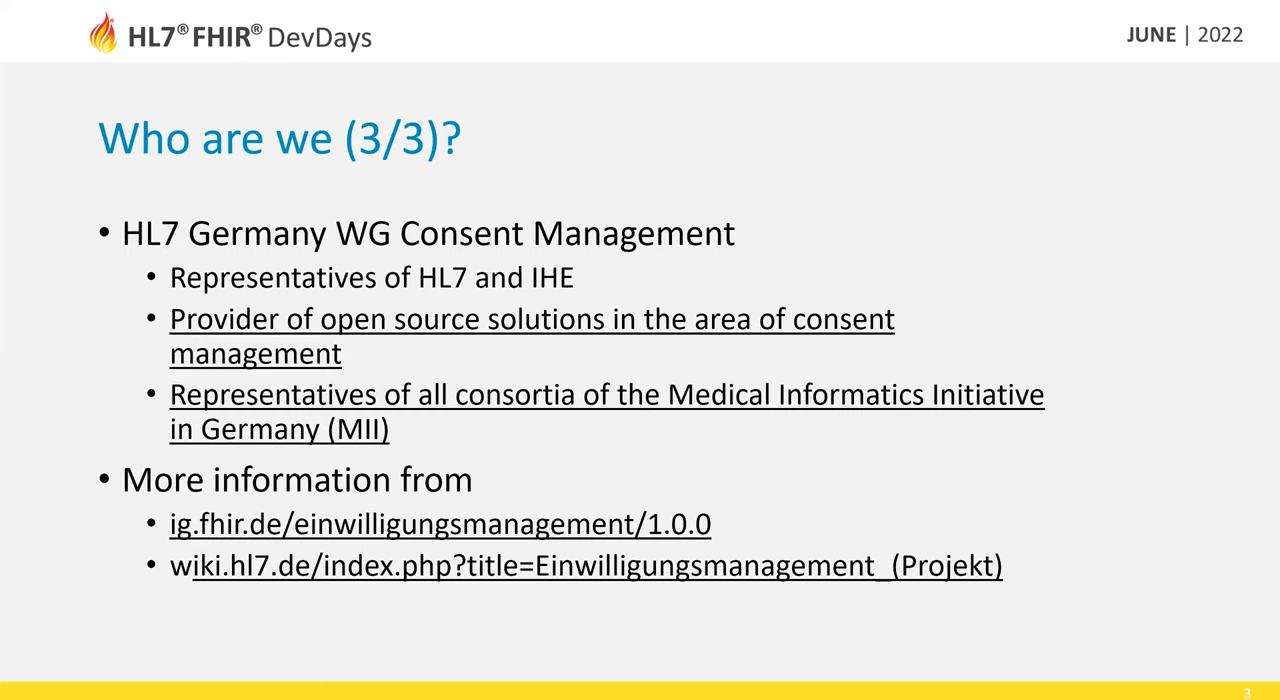 HL7® FHIR® DevDays
JUNE | 2022
Who are we (3/3)?
• HL7 Germany WG Consent Management
• Representatives of HL7 and IHE
• Provider of open source solutions in the area of consent
management
• Representatives of all consortia of the Medical Informatics Initiative
in Germany (MII)
• More information from
• ig.fhir.de/einwilligungsmanagement/1.0.0
• wiki.hl7.de/index.php?title=Einwilligungsmanagement_(Projekt)
3